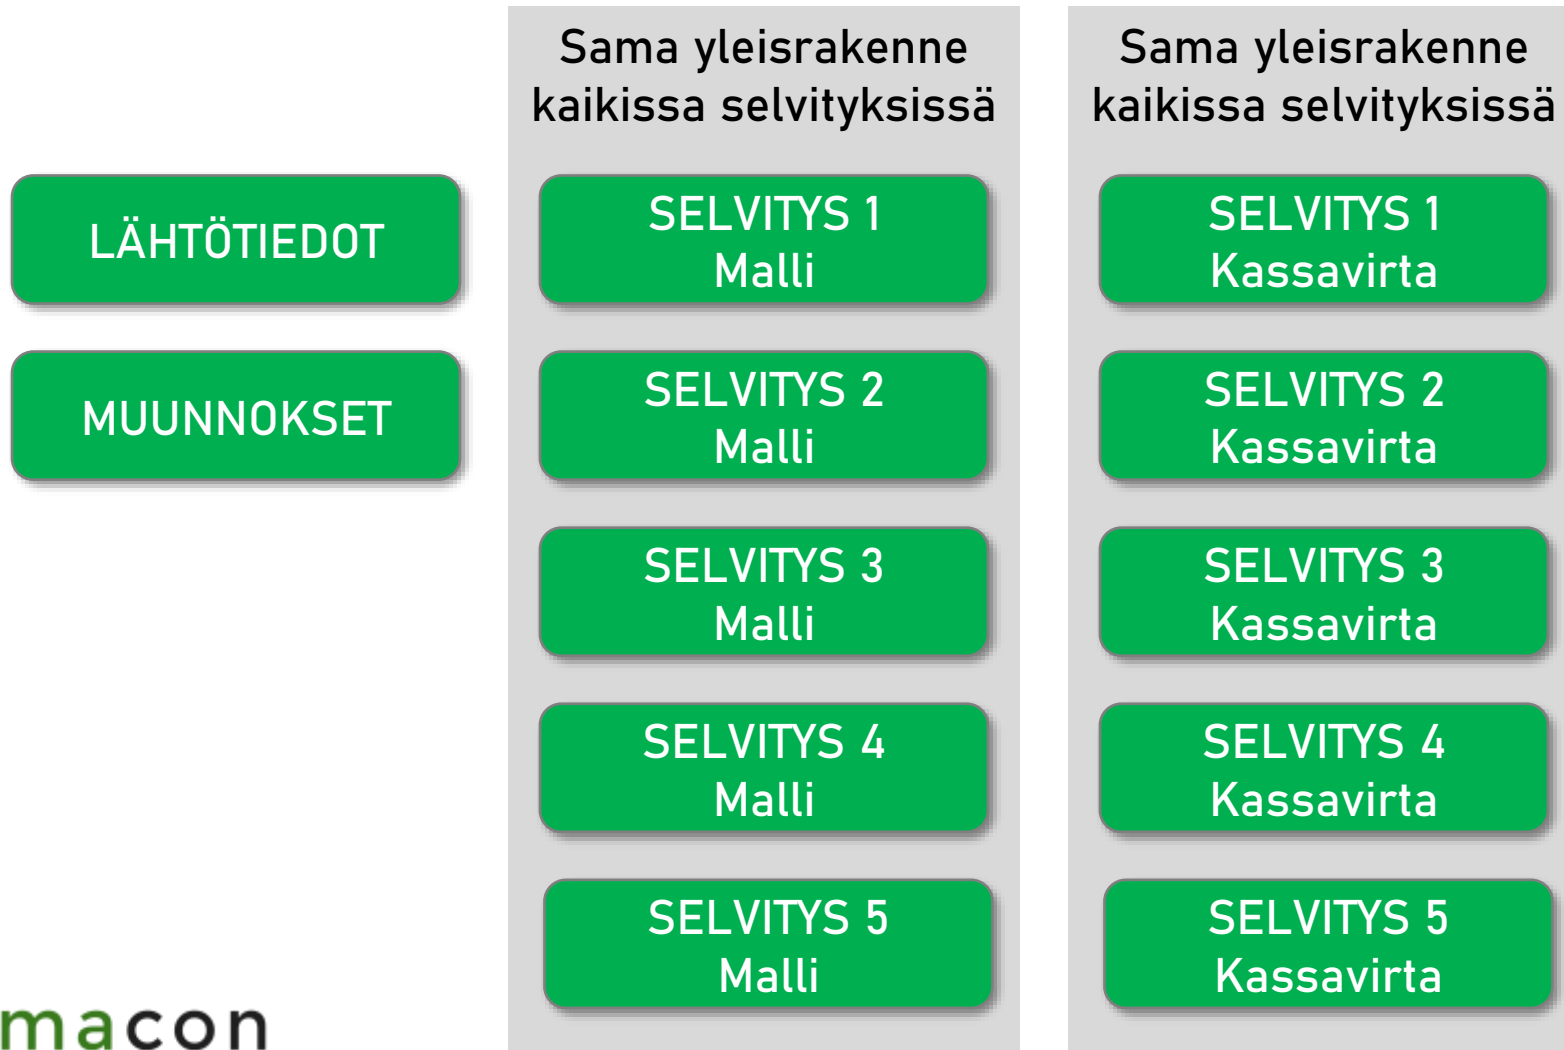 LÄHTÖTIEDOT
MUUNNOKSET
Sama yleisrakenne
kaikissa selvityksissä
SELVITYS 1
Malli
SELVITYS 2
Malli
SELVITYS 3
Malli
SELVITYS 4
Malli
SELVITYS 5
Malli
Sama yleisrakenne
kaikissa selvityksissä
SELVITYS 1
Kassavirta
SELVITYS 2
Kassavirta
SELVITYS 3
Kassavirta
SELVITYS 4
Kassavirta
SELVITYS 5
Kassavirta
macon